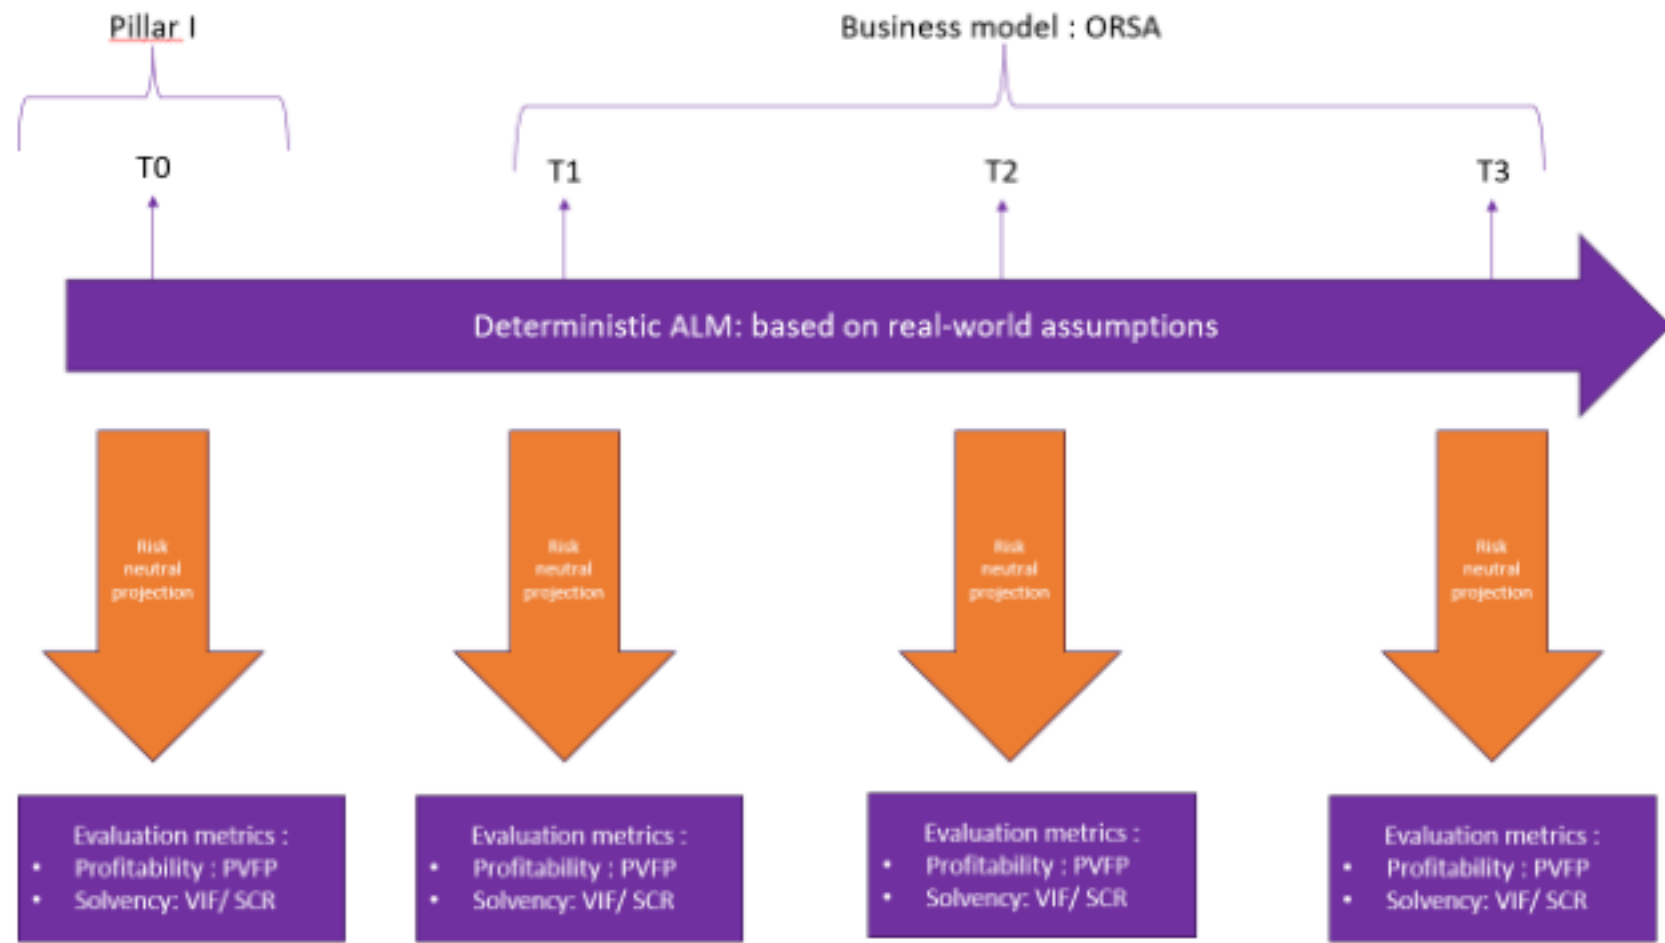 Pillar I
Business model : ORSA
T0
T1
T2
T3
Deterministic ALM: based on real-world assumptions
Risk
neutral
projection
Risk
neutral
projection
Risk
neutral
projection
Risk
neutral
projection
Evaluation metrics :
• Profitability : PVFP
• Solvency: VIF/ SCR
Evaluation metrics :
• Profitability : PVFP
• Solvency: VIF/ SCR
Evaluation metrics :
• Profitability : PVFP
• Solvency: VIF/ SCR
Evaluation metrics :
• Profitability : PVFP
• Solvency: VIF/ SCR